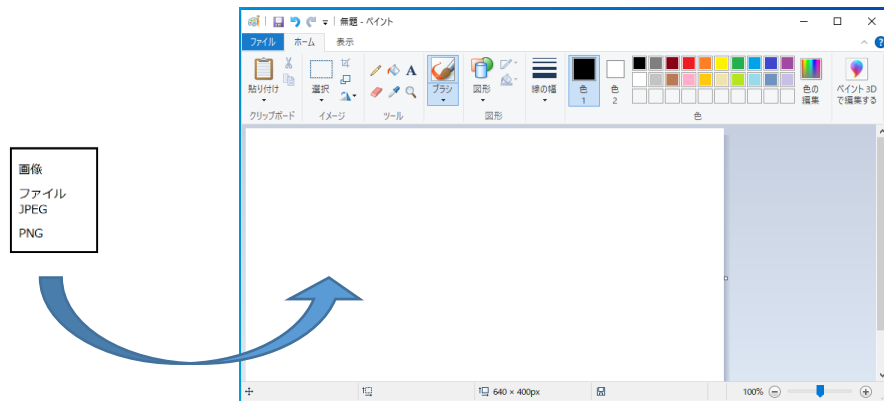 無題 - ペイント
ファイル ホーム 表示
貼り付け 選択 A ブラシ 図形 線の幅 色 1 色 2 色の編集 ペイント 3D で編集する
クリップボード イメージ ツール 図形 色
画像
ファイル
JPEG
PNG
640 × 400px 100%